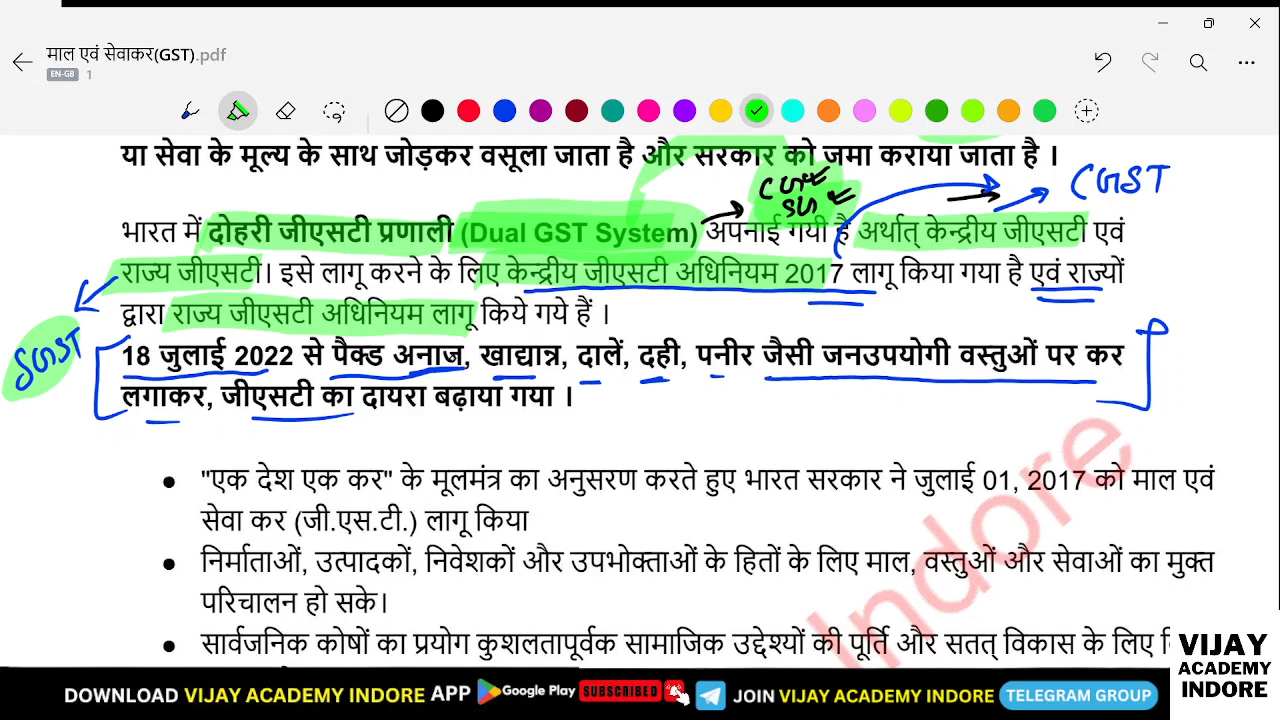 माल एवं सेवाकर(GST).pdf
EN-GB 1
या सेवा के मूल्य के साथ जोड़कर वसूला जाता है और सरकार को जमा कराया जाता है ।
CGST
भारत में दोहरी जीएसटी प्रणाली (Dual GST System) अपनाई गयी है अर्थात् केन्द्रीय जीएसटी एवं
राज्य जीएसटी। इसे लागू करने के लिए केन्द्रीय जीएसटी अधिनियम 2017 लागू किया गया है एवं राज्यों
द्वारा राज्य जीएसटी अधिनियम लागू किये गये हैं ।
SGST
18 जुलाई 2022 से पैक्ड अनाज, खाद्यान्न, दालें, दही, पनीर जैसी जनउपयोगी वस्तुओं पर कर
लगाकर, जीएसटी का दायरा बढ़ाया गया ।
"एक देश एक कर" के मूलमंत्र का अनुसरण करते हुए भारत सरकार ने जुलाई 01, 2017 को माल एवं
सेवा कर (जी.एस.टी.) लागू किया
निर्माताओं, उत्पादकों, निवेशकों और उपभोक्ताओं के हितों के लिए माल, वस्तुओं और सेवाओं का मुक्त
परिचालन हो सके।
सार्वजनिक कोषों का प्रयोग कुशलतापूर्वक सामाजिक उद्देश्यों की पूर्ति और सतत् विकास के लिए
Indore
VIJAY
ACADEMY
INDORE
DOWNLOAD VIJAY ACADEMY INDORE APP Google Play SUBSCRIBED JOIN VIJAY ACADEMY INDORE TELEGRAM GROUP